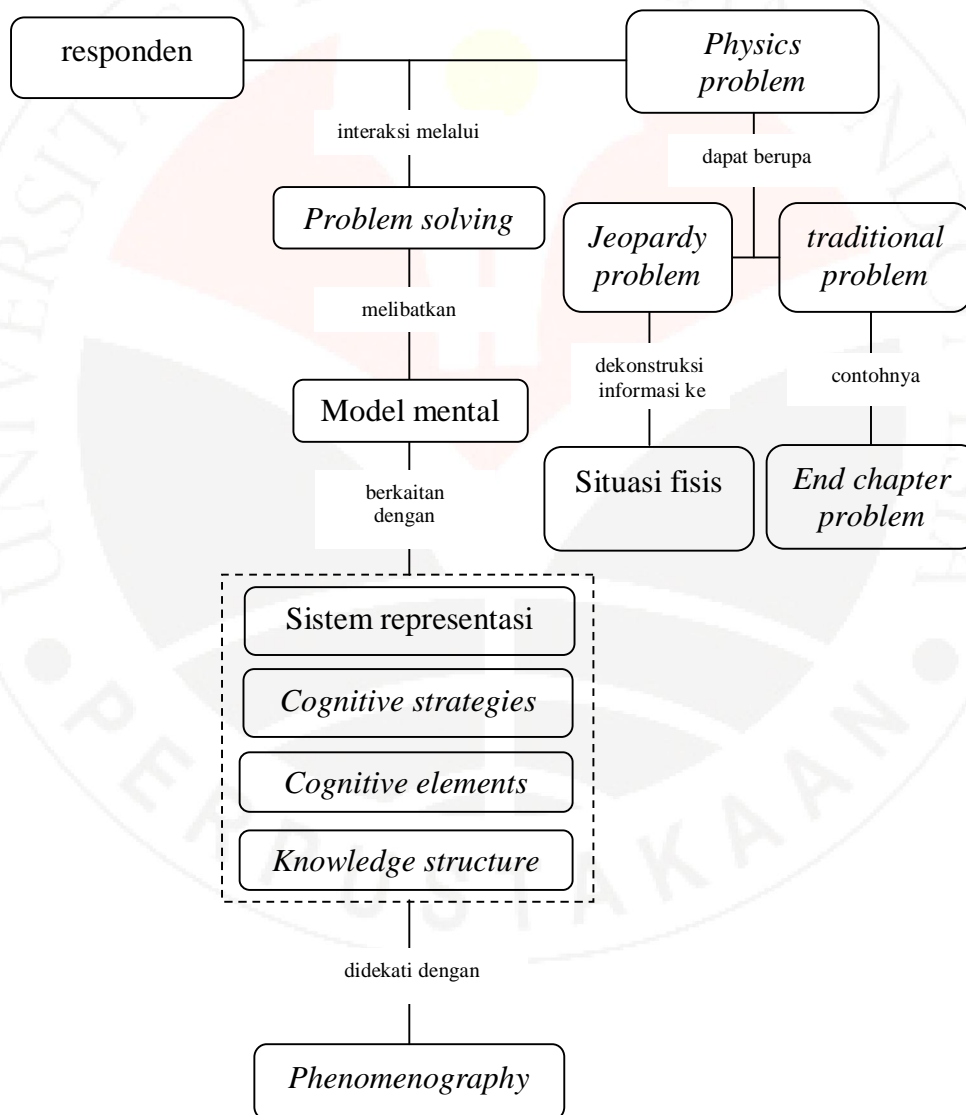 responden
Physics
problem
interaksi melalui
dapat berupa
Problem solving
Jeopardy
problem
traditional
problem
melibatkan
dekonstruksi
informasi ke
contohnya
Model mental
Situasi fisis
End chapter
problem
berkaitan
dengan
Sistem representasi
Cognitive strategies
Cognitive elements
Knowledge structure
didekati dengan
Phenomenography
PERPUSTAKAAN